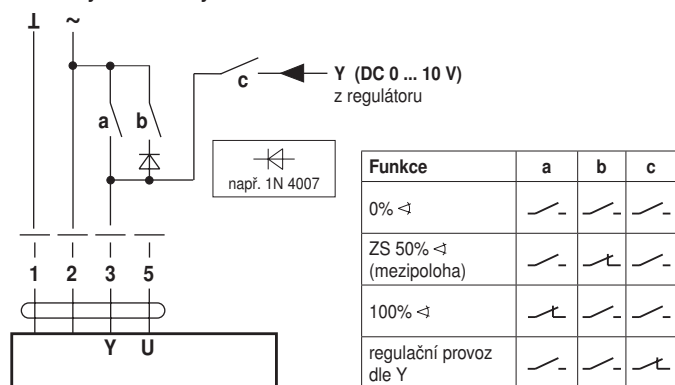 ⊥ ~
c
Y (DC 0 ... 10 V)
z regulátoru
a b
např. 1N 4007
1 2 3 5
Y U
Funkce a b c
0% ◁
ZS 50% ◁
(mezipoloha)
100% ◁
regulační provoz
dle Y